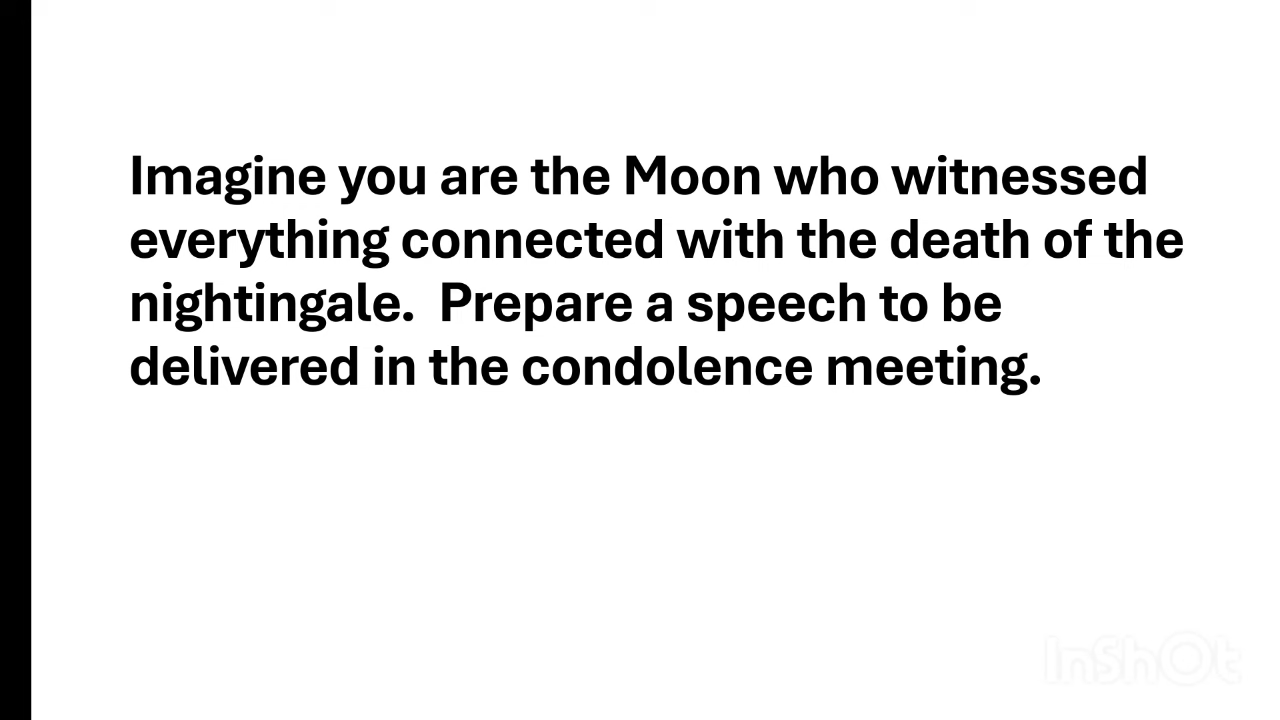 Imagine you are the Moon who witnessed
everything connected with the death of the
nightingale.  Prepare a speech to be
delivered in the condolence meeting.
InShOt